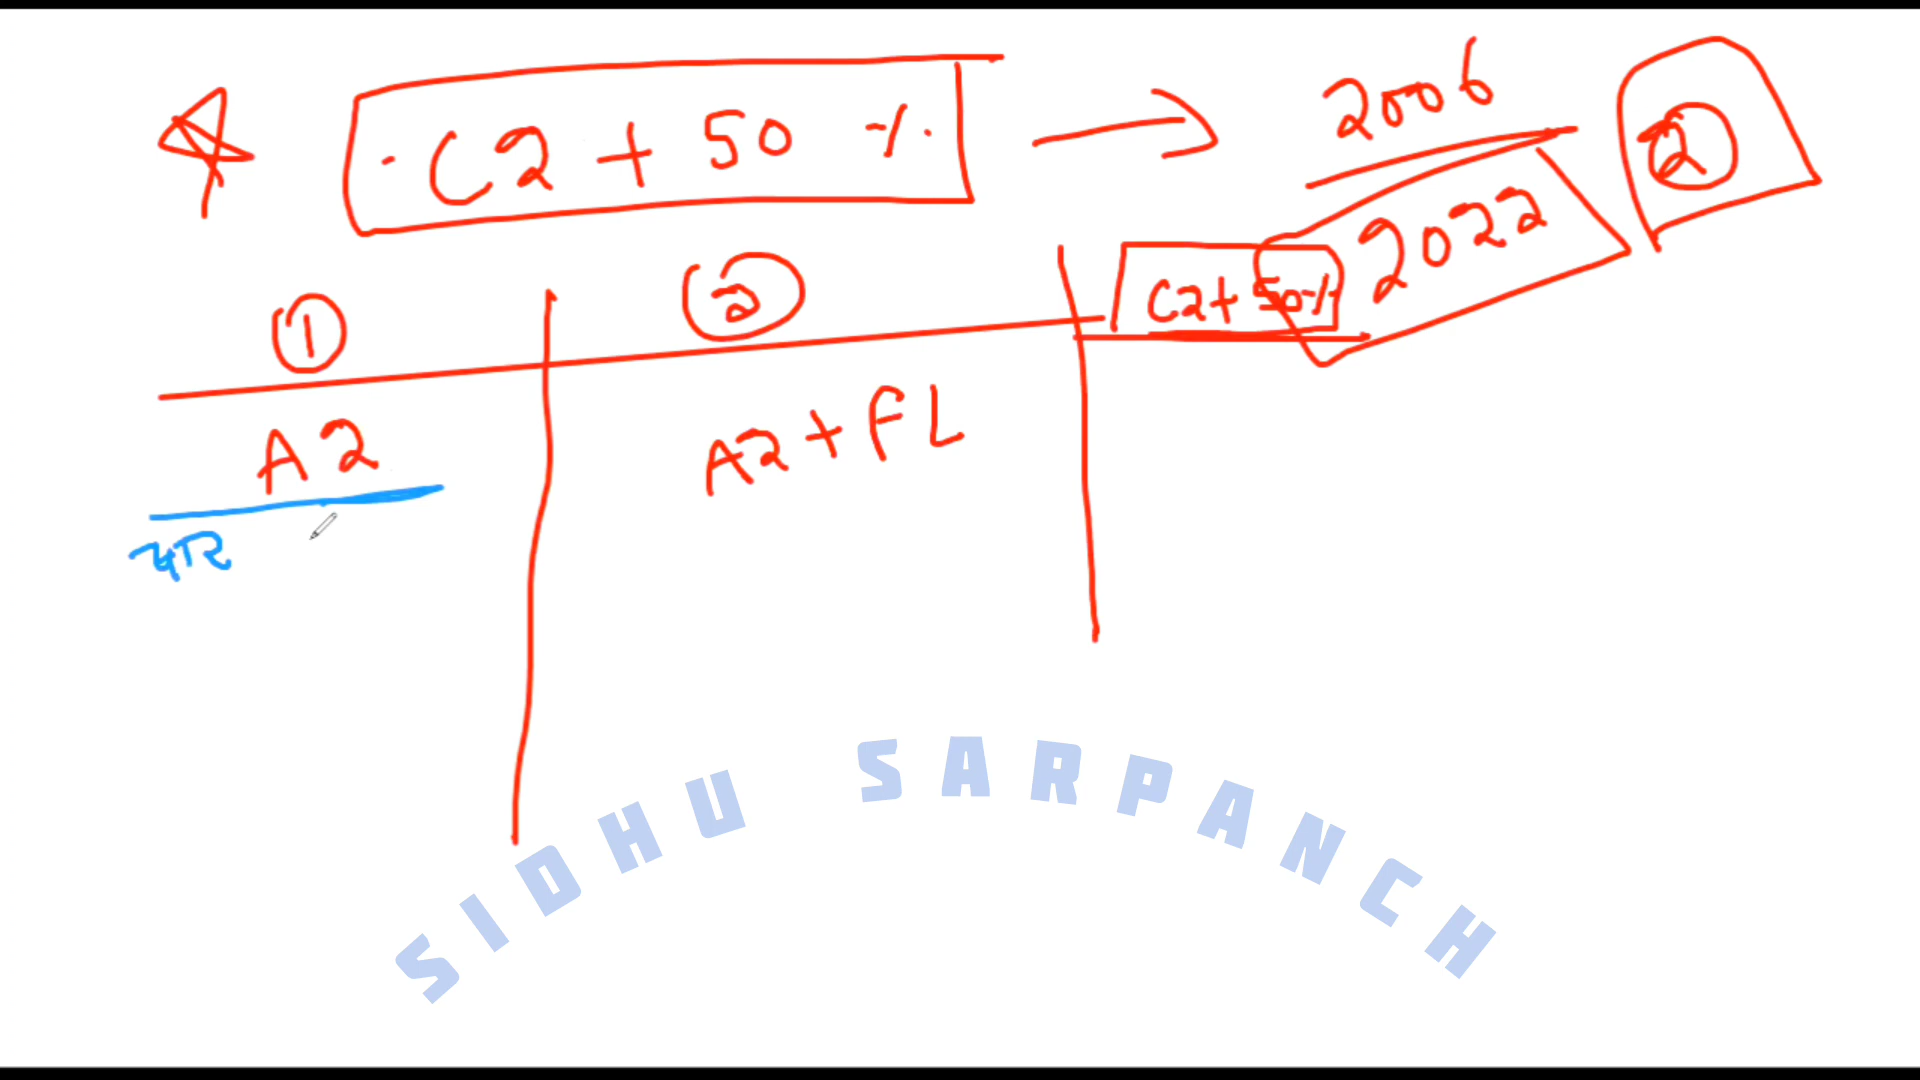 C2 + 50 % → 2006
2
2022
1
2
C2 + 50%
A2
A2 + FL
SIDHU SARPANCH